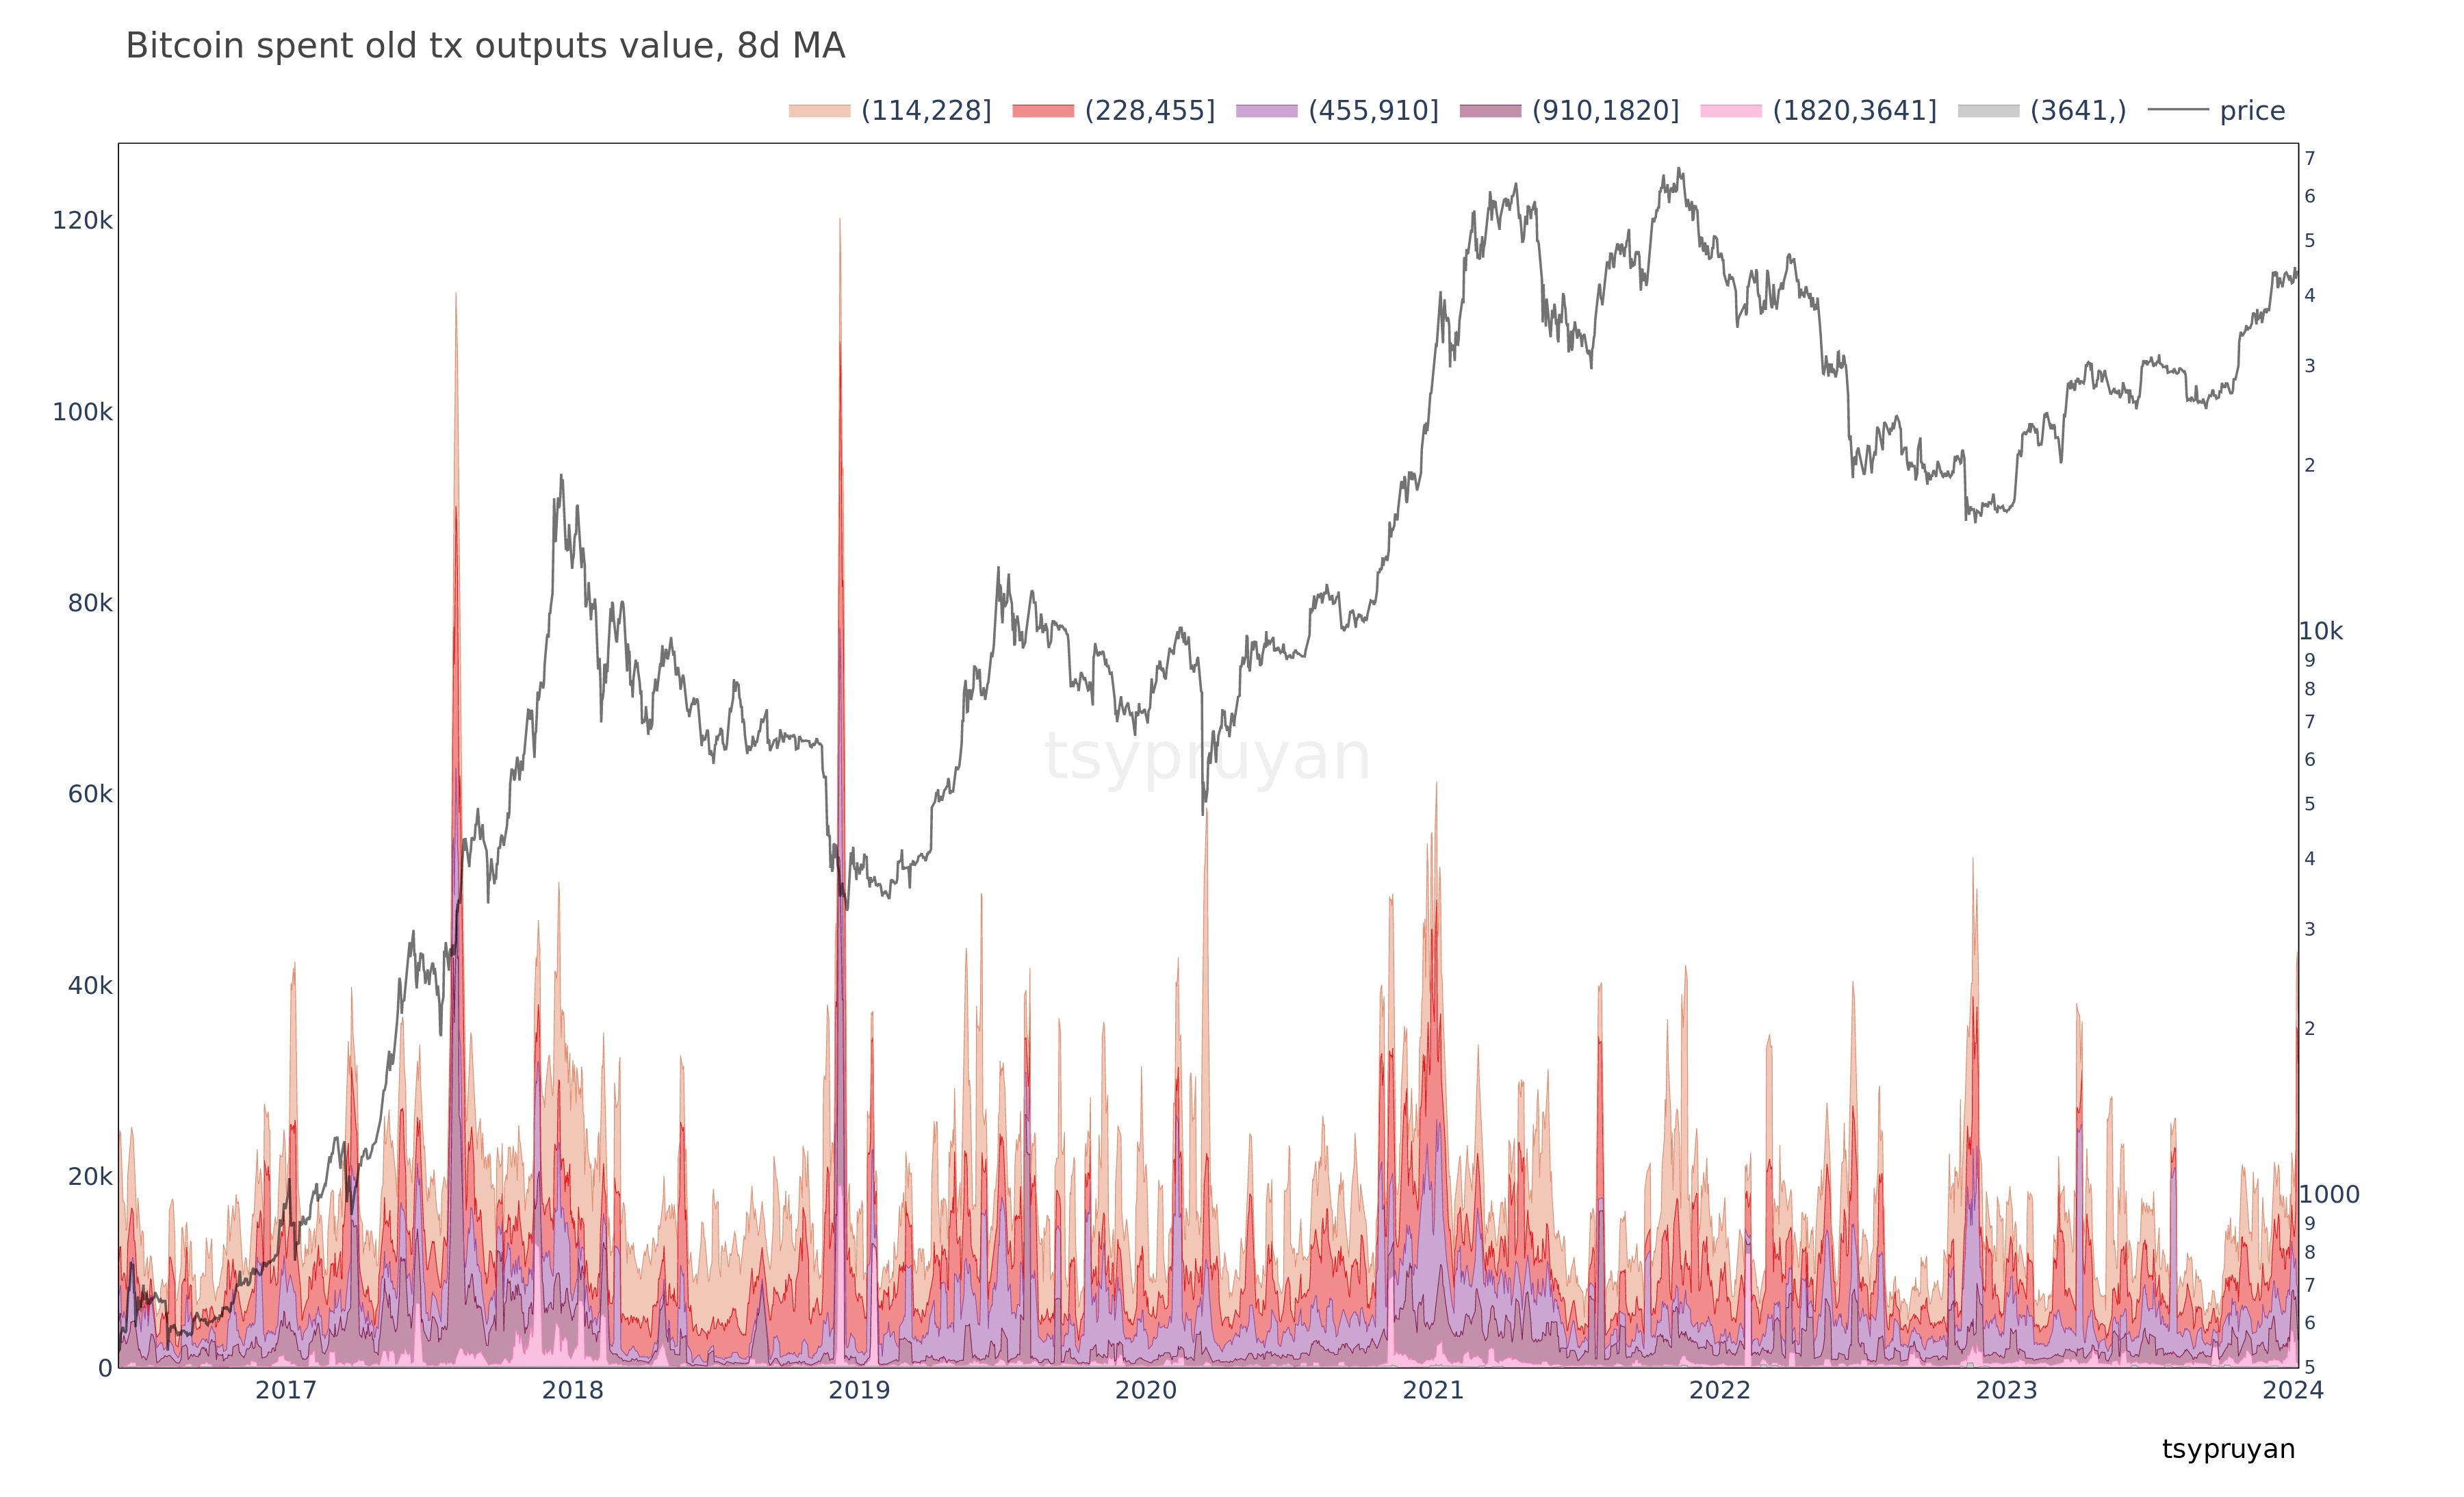 Bitcoin spent old tx outputs value, 8d MA
(114,228] (228,455] (455,910] (910,1820] (1820,3641] (3641,) price
120k
100k
80k
60k
40k
20k
0
7
6
5
4
3
2
10k
9
8
7
6
5
4
3
2
1000
9
8
7
6
5
tsypruyan
2017 2018 2019 2020 2021 2022 2023 2024
tsypruyan